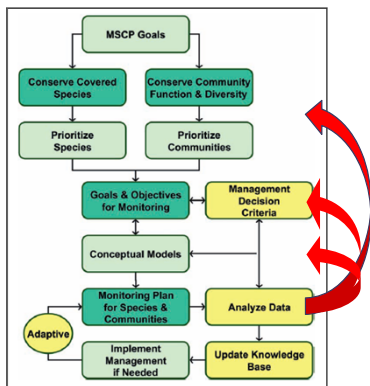 MSCP Goals
Conserve Covered
Species
Conserve Community
Function & Diversity
Prioritize
Species
Prioritize
Communities
Goals & Objectives
for Monitoring
Management
Decision
Criteria
Conceptual Models
Monitoring Plan
for Species &
Communities
Analyze Data
Adaptive
Implement
Management
if Needed
Update Knowledge
Base